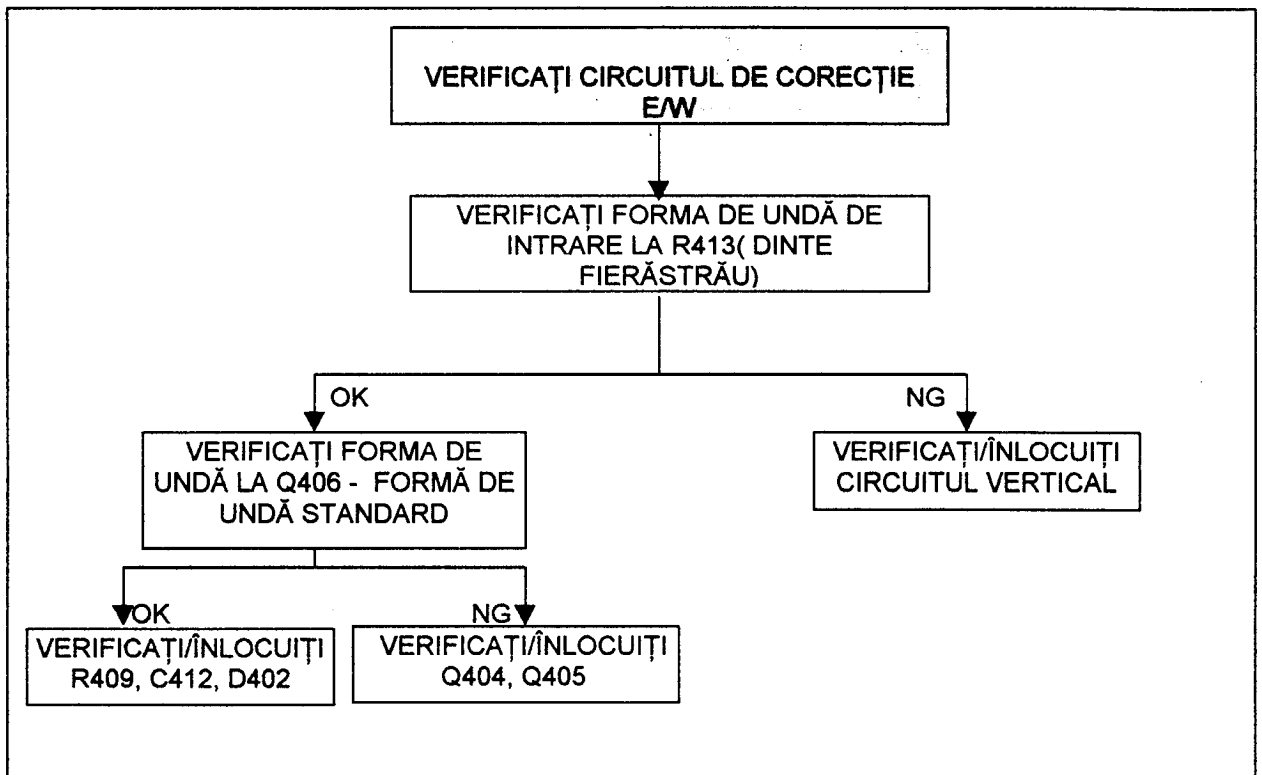 VERIFICAȚI CIRCUITUL DE CORECȚIE
E/W
VERIFICAȚI FORMA DE UNDĂ DE
INTRARE LA R413( DINTE
FIERĂSTRĂU)
OK
NG
VERIFICAȚI FORMA DE
UNDĂ LA Q406 - FORMĂ DE
UNDĂ STANDARD
VERIFICAȚI/ÎNLOCUIȚI
CIRCUITUL VERTICAL
OK
NG
VERIFICAȚI/ÎNLOCUIȚI
R409, C412, D402
VERIFICAȚI/ÎNLOCUIȚI
Q404, Q405